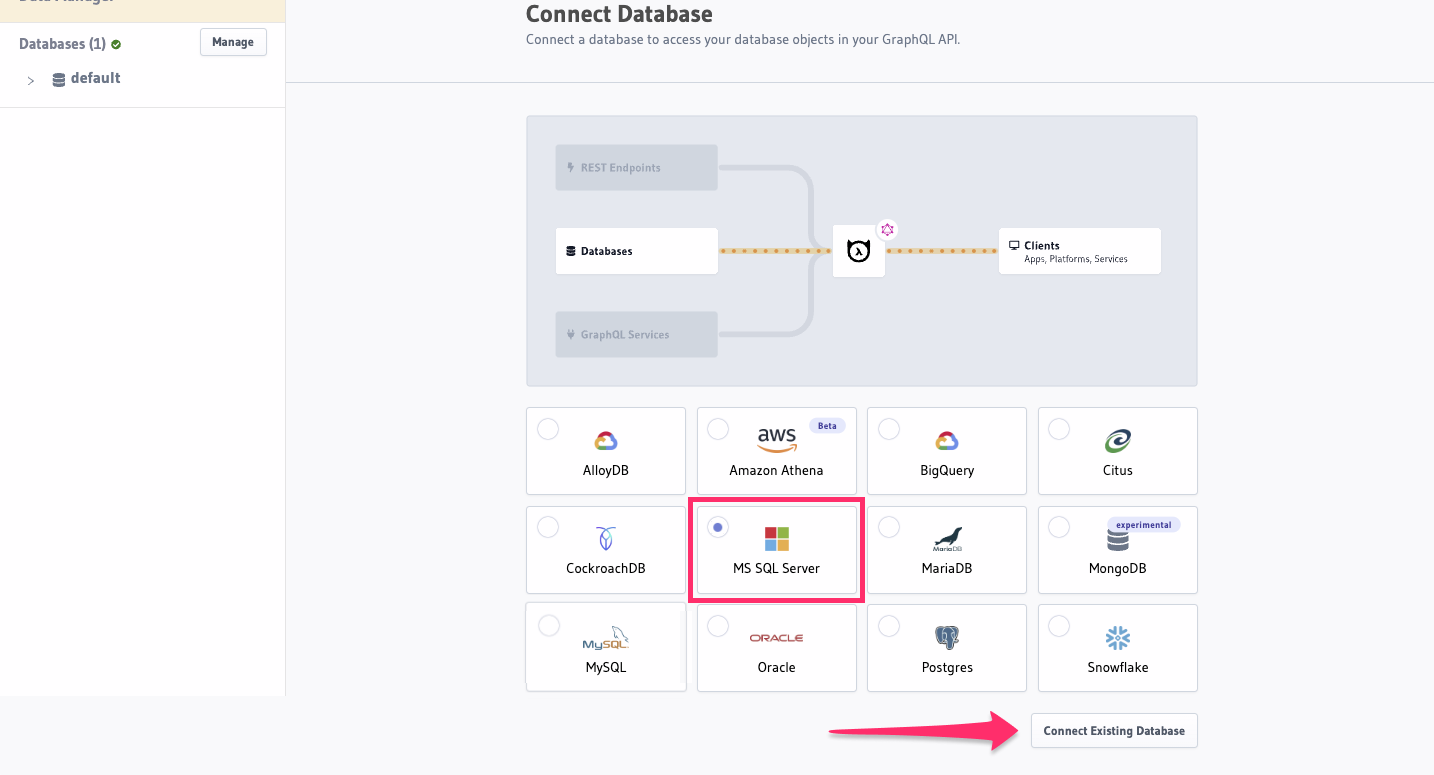 Data Manager
Databases (1)
Manage
default
Connect Database
Connect a database to access your database objects in your GraphQL API.
REST Endpoints
Databases
GraphQL Services
λ
Clients
Apps, Platforms, Services
AlloyDB
aws
Beta
Amazon Athena
BigQuery
Citus
CockroachDB
MS SQL Server
MariaDB
MariaDB
experimental
MongoDB
MySQL
MySQL
ORACLE
Oracle
Postgres
Snowflake
Connect Existing Database